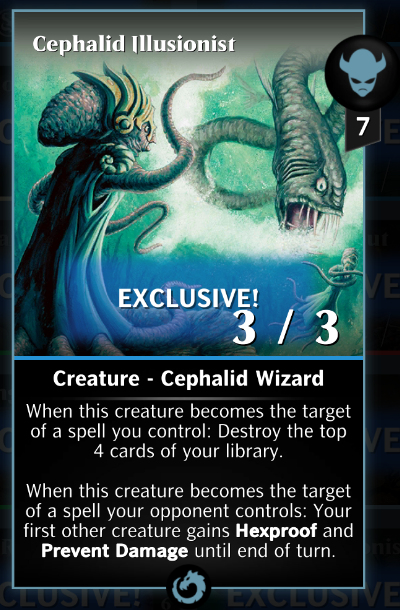 Cephalid Illusionist
7
EXCLUSIVE!
3 / 3
Creature - Cephalid Wizard
When this creature becomes the target
of a spell you control: Destroy the top
4 cards of your library.
When this creature becomes the target
of a spell your opponent controls: Your
first other creature gains Hexproof and
Prevent Damage until end of turn.